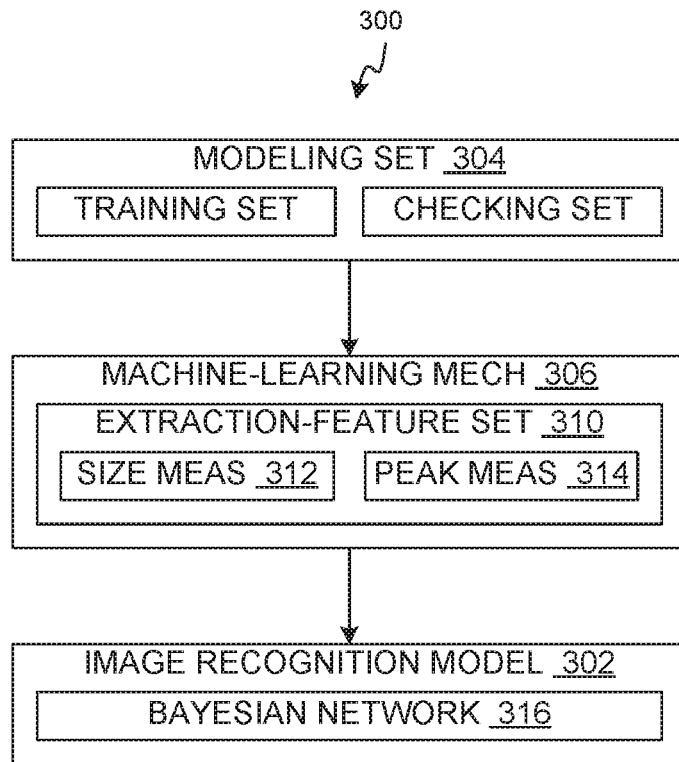 300
MODELING SET 304
TRAINING SET CHECKING SET
MACHINE-LEARNING MECH 306
EXTRACTION-FEATURE SET 310
SIZE MEAS 312 PEAK MEAS 314
IMAGE RECOGNITION MODEL 302
BAYESIAN NETWORK 316